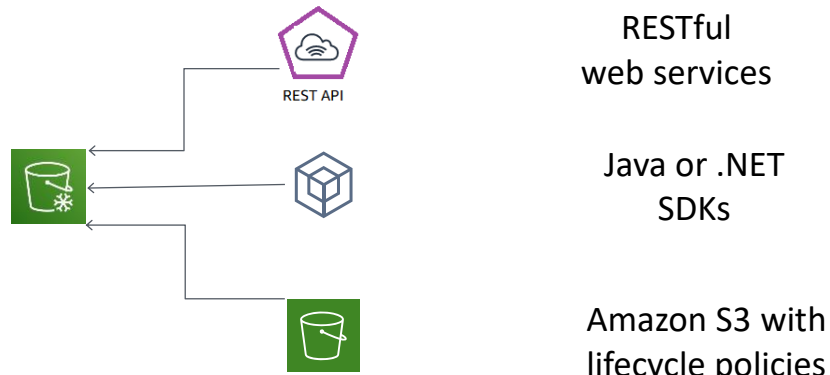 RESTful
web services
REST API
Java or .NET
SDKs
Amazon S3 with
lifecycle policies